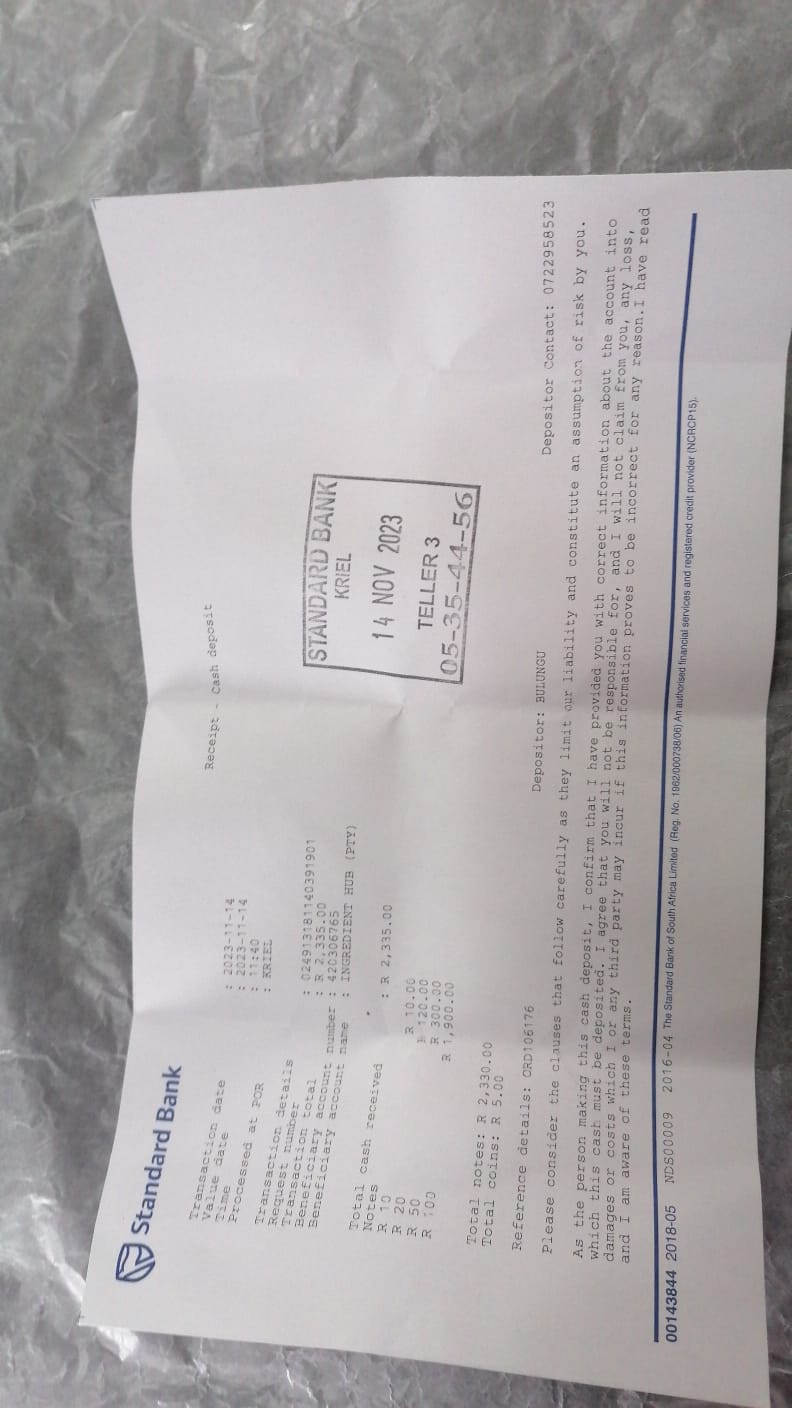 Standard Bank
Receipt - Cash deposit
Transaction date : 2023-11-14
Value date : 2023-11-14
Time : 11:40
Processed at POR : KRIEL
Transaction details
Request number : 024913181140391901
Transaction total : R 2,335.00
Beneficiary account number : 420306765
Beneficiary account name : INGREDIENT HUB (PTY)
Total cash received : R 2,335.00
Notes
R 10 R 10.00
R 20 R 120.00
R 50 R 300.00
R 100 R 1,900.00
Total notes: R 2,330.00
Total coins: R 5.00
STANDARD BANK
KRIEL
14 NOV 2023
TELLER 3
05-35-44-56
Reference details: ORD106176 Depositor: BULUNGU Depositor Contact: 0722958523
Please consider the clauses that follow carefully as they limit our liability and constitute an assumption of risk by you.
As the person making this cash deposit, I confirm that I have provided you with correct information about the account into
which this cash must be deposited. I agree that you will not be responsible for, and I will not claim from you, any loss,
damages or costs which I or any third party may incur if this information proves to be incorrect for any reason.I have read
and I am aware of these terms.
00143844 2018-05 NDS00009 2016-04 The Standard Bank of South Africa Limited (Reg. No. 1962/000738/06) An authorised financial services and registered credit provider (NCRCP15).